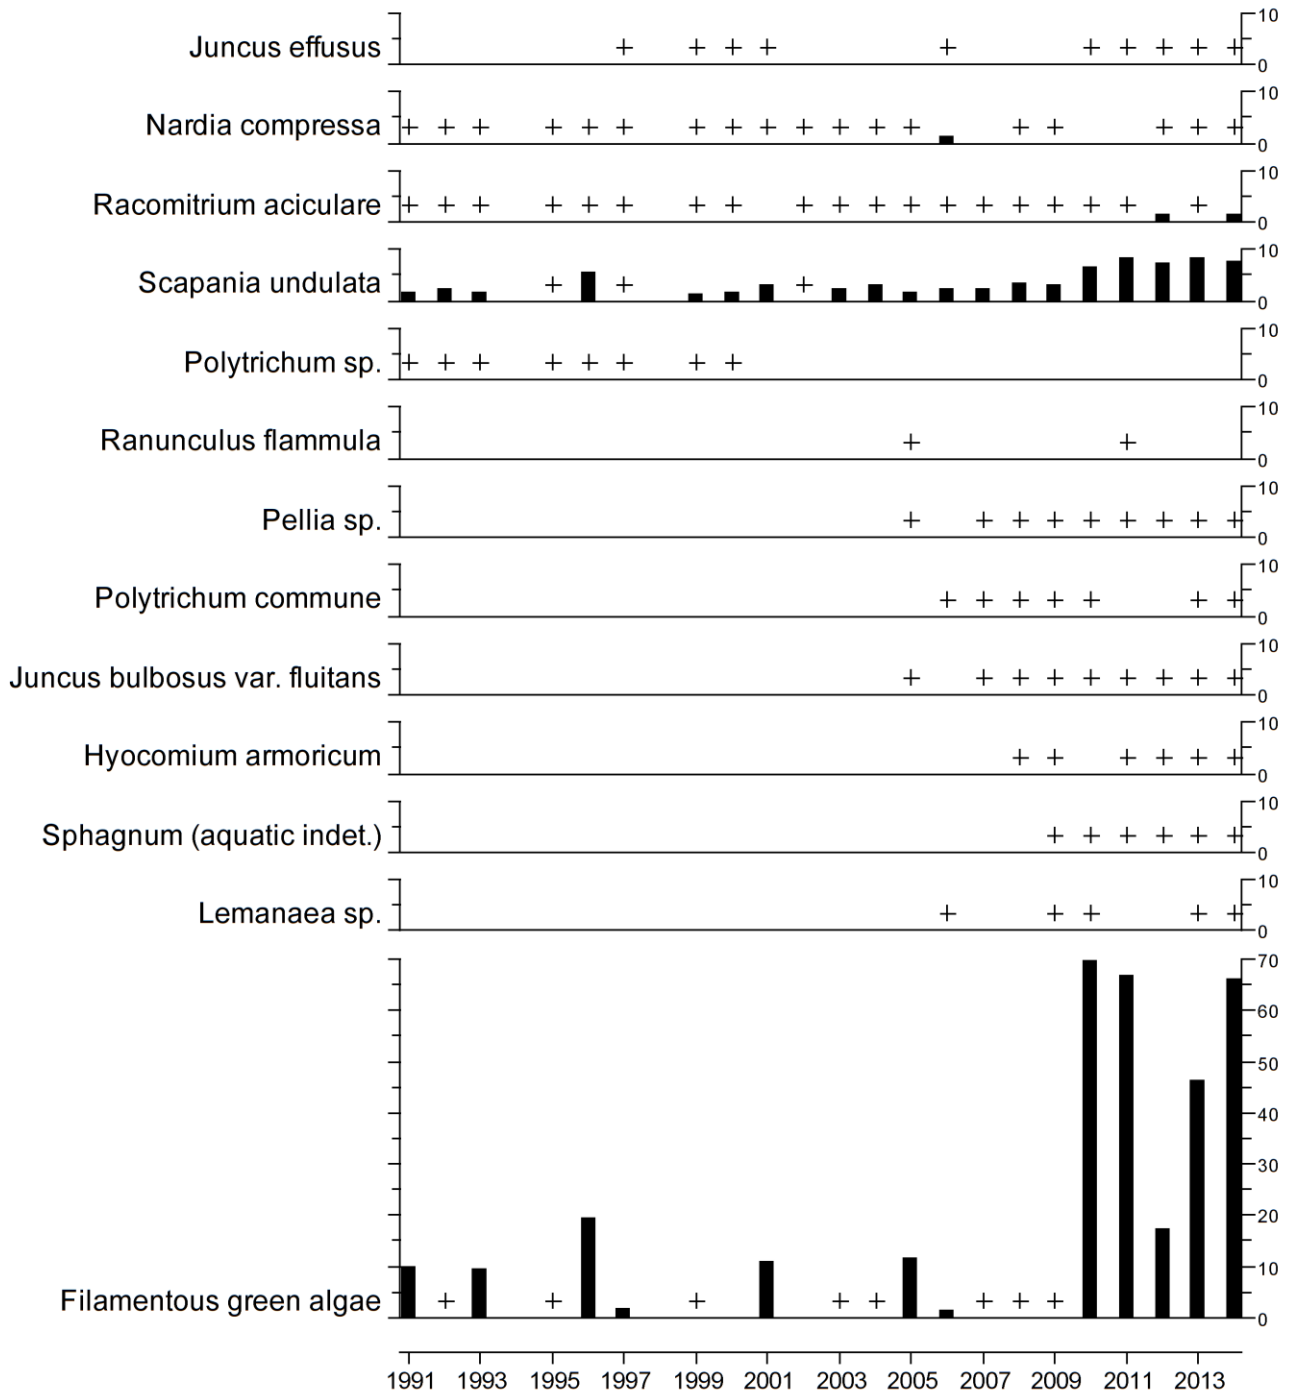 Juncus effusus
10
0
Nardia compressa
10
0
Racomitrium aciculare
10
0
Scapania undulata
10
0
Polytrichum sp.
10
0
Ranunculus flammula
10
0
Pellia sp.
10
0
Polytrichum commune
10
0
Juncus bulbosus var. fluitans
10
0
Hyocomium armoricum
10
0
Sphagnum (aquatic indet.)
10
0
Lemanaea sp.
10
0
70
60
50
40
30
20
10
Filamentous green algae
0
1991 1993 1995 1997 1999 2001 2003 2005 2007 2009 2011 2013